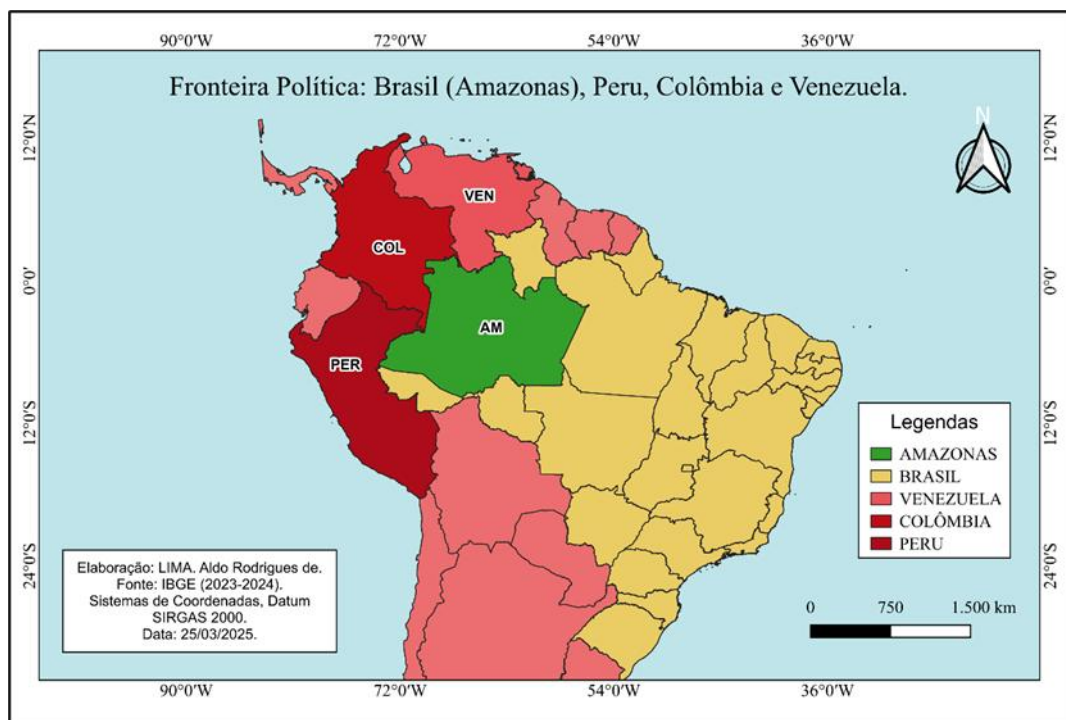 90°0'W 72°0'W 54°0'W 36°0'W
Fronteira Política: Brasil (Amazonas), Peru, Colômbia e Venezuela.
N
12°0'N 12°0'N
VEN
COL
0°0' 0°0'
AM
PER
12°0'S 12°0'S
Legendas
AMAZONAS
BRASIL
VENEZUELA
COLÔMBIA
PERU
24°0'S 24°0'S
Elaboração: LIMA. Aldo Rodrigues de.
Fonte: IBGE (2023-2024).
Sistemas de Coordenadas, Datum
SIRGAS 2000.
Data: 25/03/2025.
0 750 1.500 km
90°0'W 72°0'W 54°0'W 36°0'W